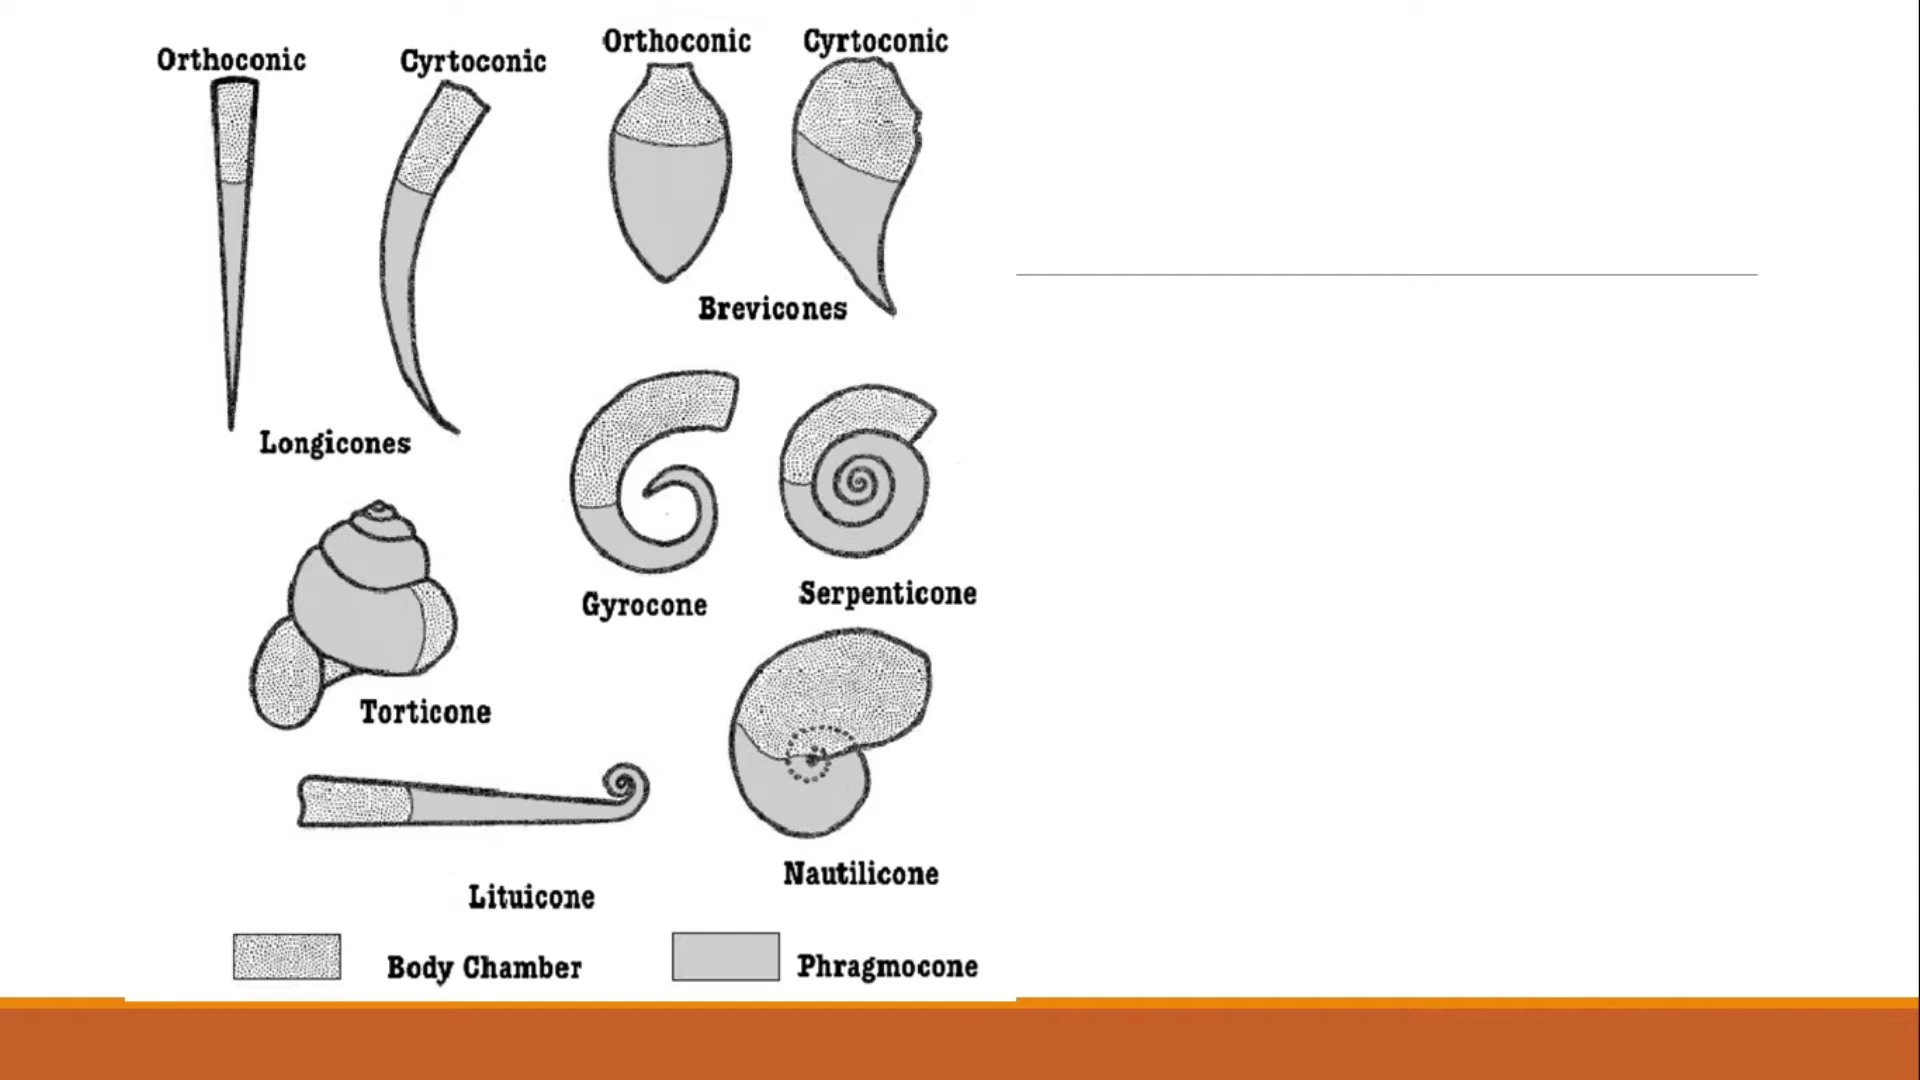 Orthoconic
Cyrtoconic
Orthoconic
Cyrtoconic
Brevicones
Longicones
Gyrocone
Serpenticone
Torticone
Nautilicone
Lituicone
Body Chamber
Phragmocone